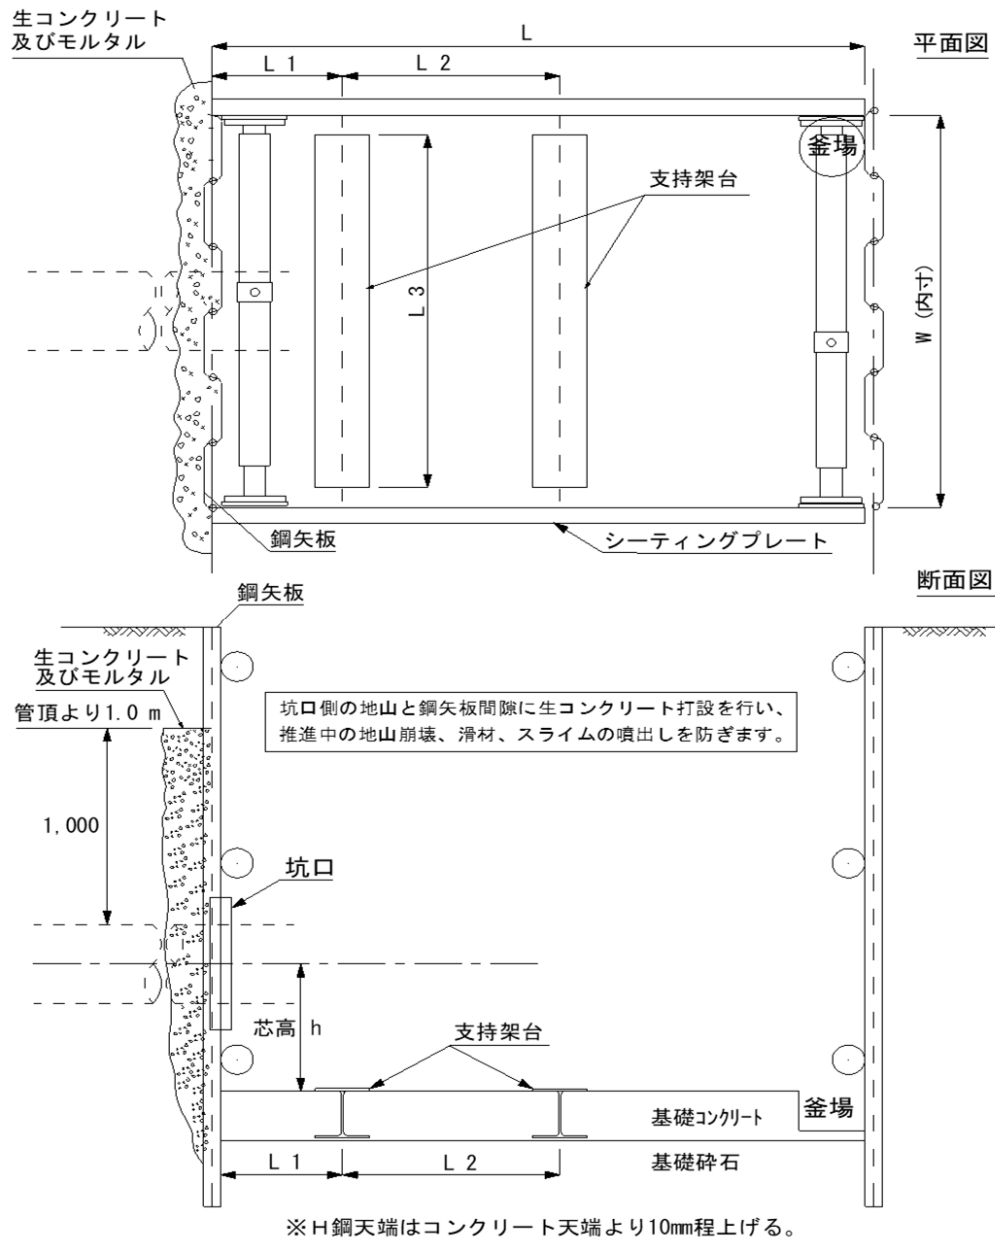 生コンクリート
及びモルタル
L
平面図
L1
L2
釜場
支持架台
L3
W(内寸)
鋼矢板
シーティングプレート
断面図
鋼矢板
生コンクリート
及びモルタル
管頂より1.0m
坑口側の地山と鋼矢板間隙に生コンクリート打設を行い、
推進中の地山崩壊、滑材、スライムの噴出しを防ぎます。
1,000
坑口
芯高 h
支持架台
基礎コンクリート
釜場
L1
L2
基礎砕石
※H鋼天端はコンクリート天端より10mm程上げる。